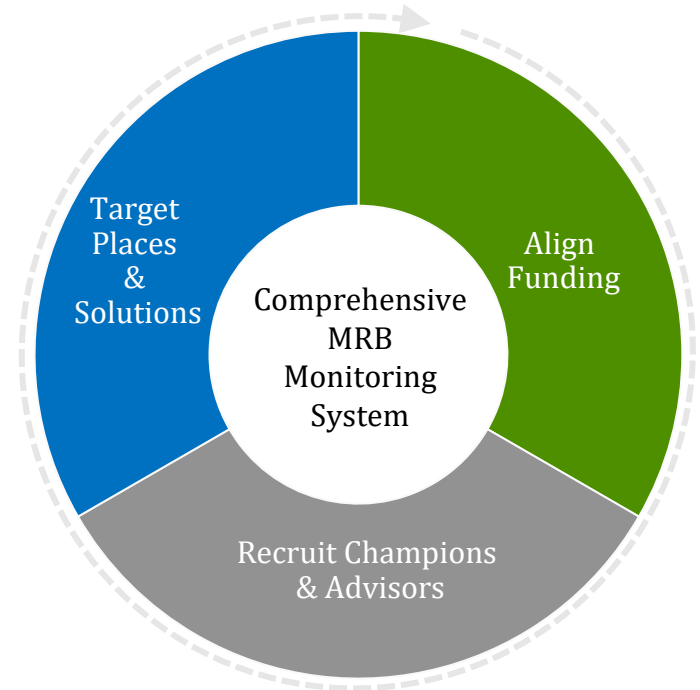 Target
Places
&
Solutions
Align
Funding
Comprehensive
MRB
Monitoring
System
Recruit Champions
& Advisors